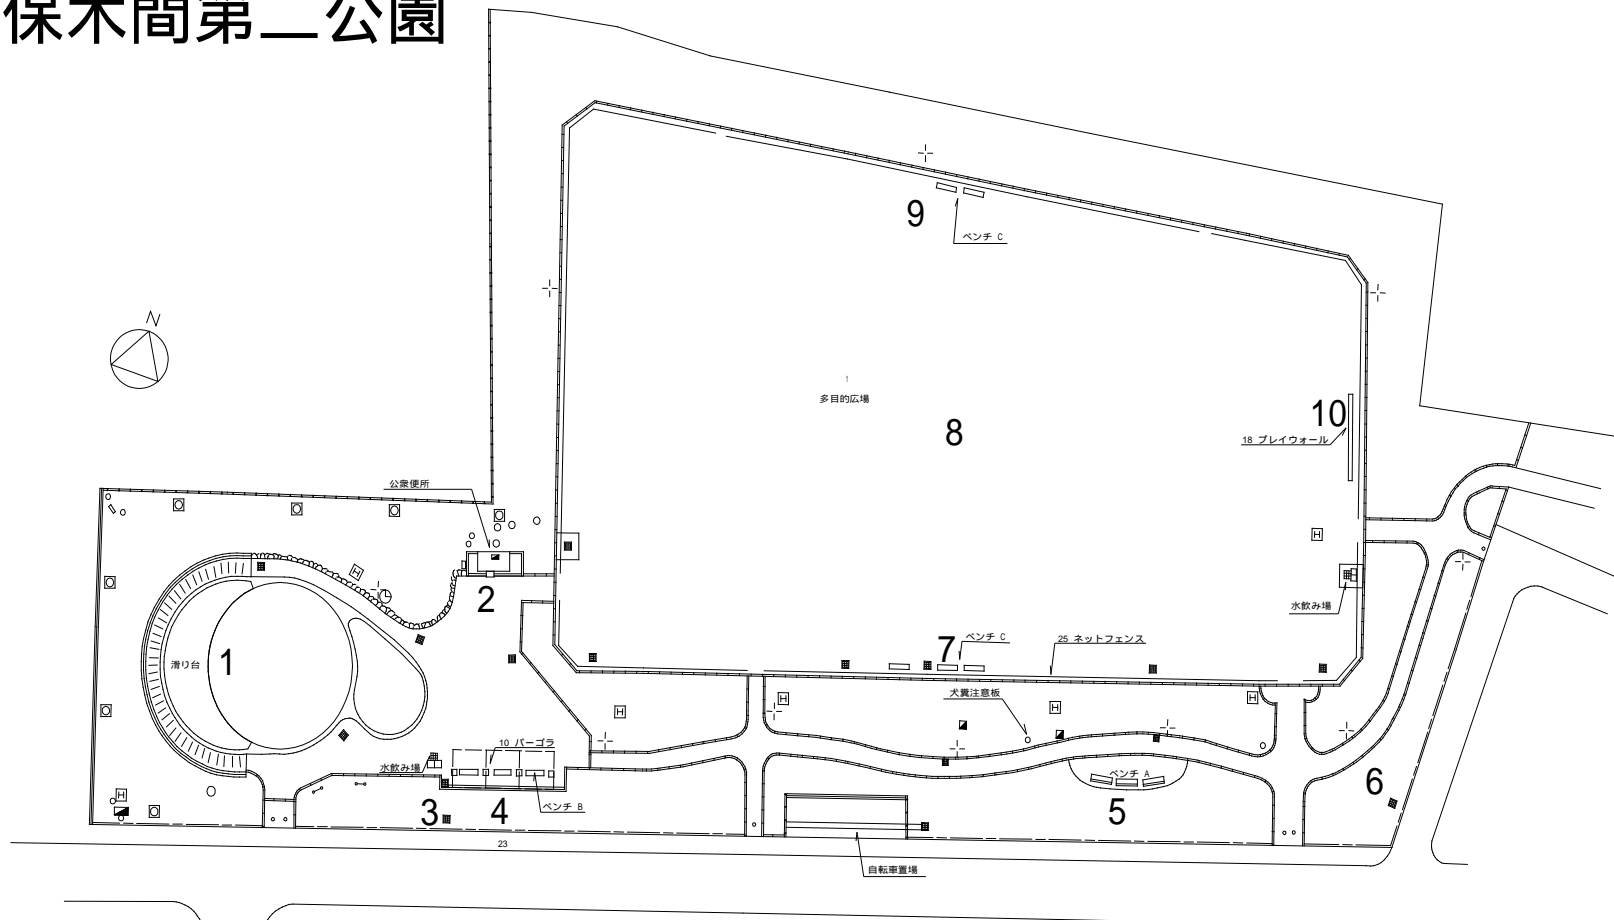 保木間第二公園
9
ベンチ C
N
1
多目的広場
8
10
18 プレイウォール
公衆便所
2
水飲み場
7
ベンチ C
25 ネットフェンス
滑り台
1
犬糞注意板
10 パーゴラ
水飲み場
ベンチ A
6
3
4
ベンチ B
5
23
自転車置場
H
H
H
H
H
H
H